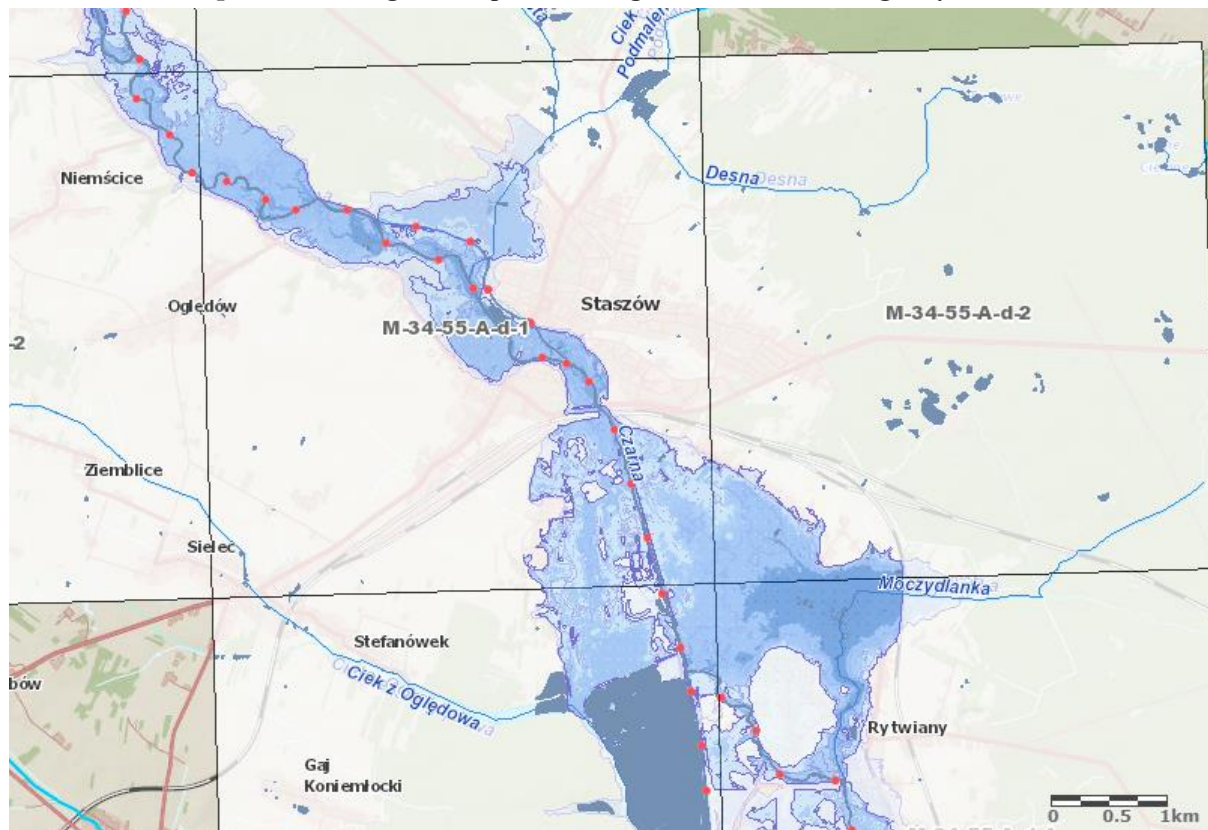 Ciek
Podmaleni
Niemścice
Desna
Desna
Oględów
Staszów
M-34-55-A-d-1
M-34-55-A-d-2
-2
Czarna
Ziemblice
Sielec
Moczydlanka
Stefanówek
Ciek z Oględowa
bów
Rytwiany
Gaj
Koniemłocki
0 0.5 1km